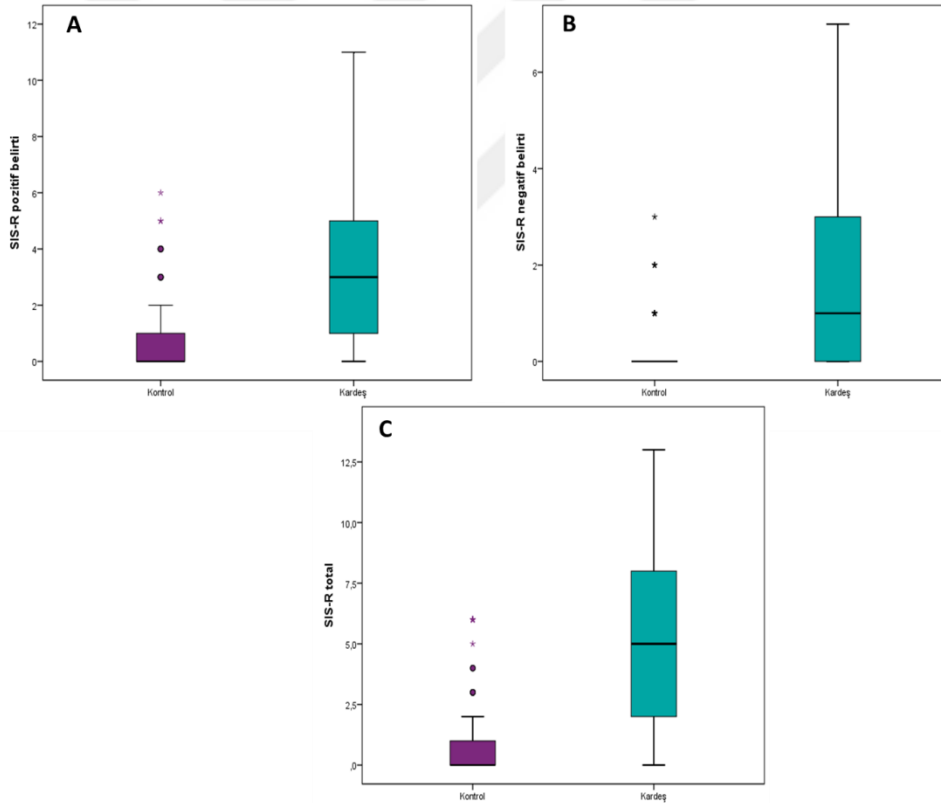 A
SIS-R pozitif belirti
12
10
8
6
4
2
0
Kontrol Kardeş
B
SIS-R negatif belirti
6
4
2
0
Kontrol Kardeş
C
SIS-R total
12,5
10,0
7,5
5,0
2,5
,0
Kontrol Kardeş